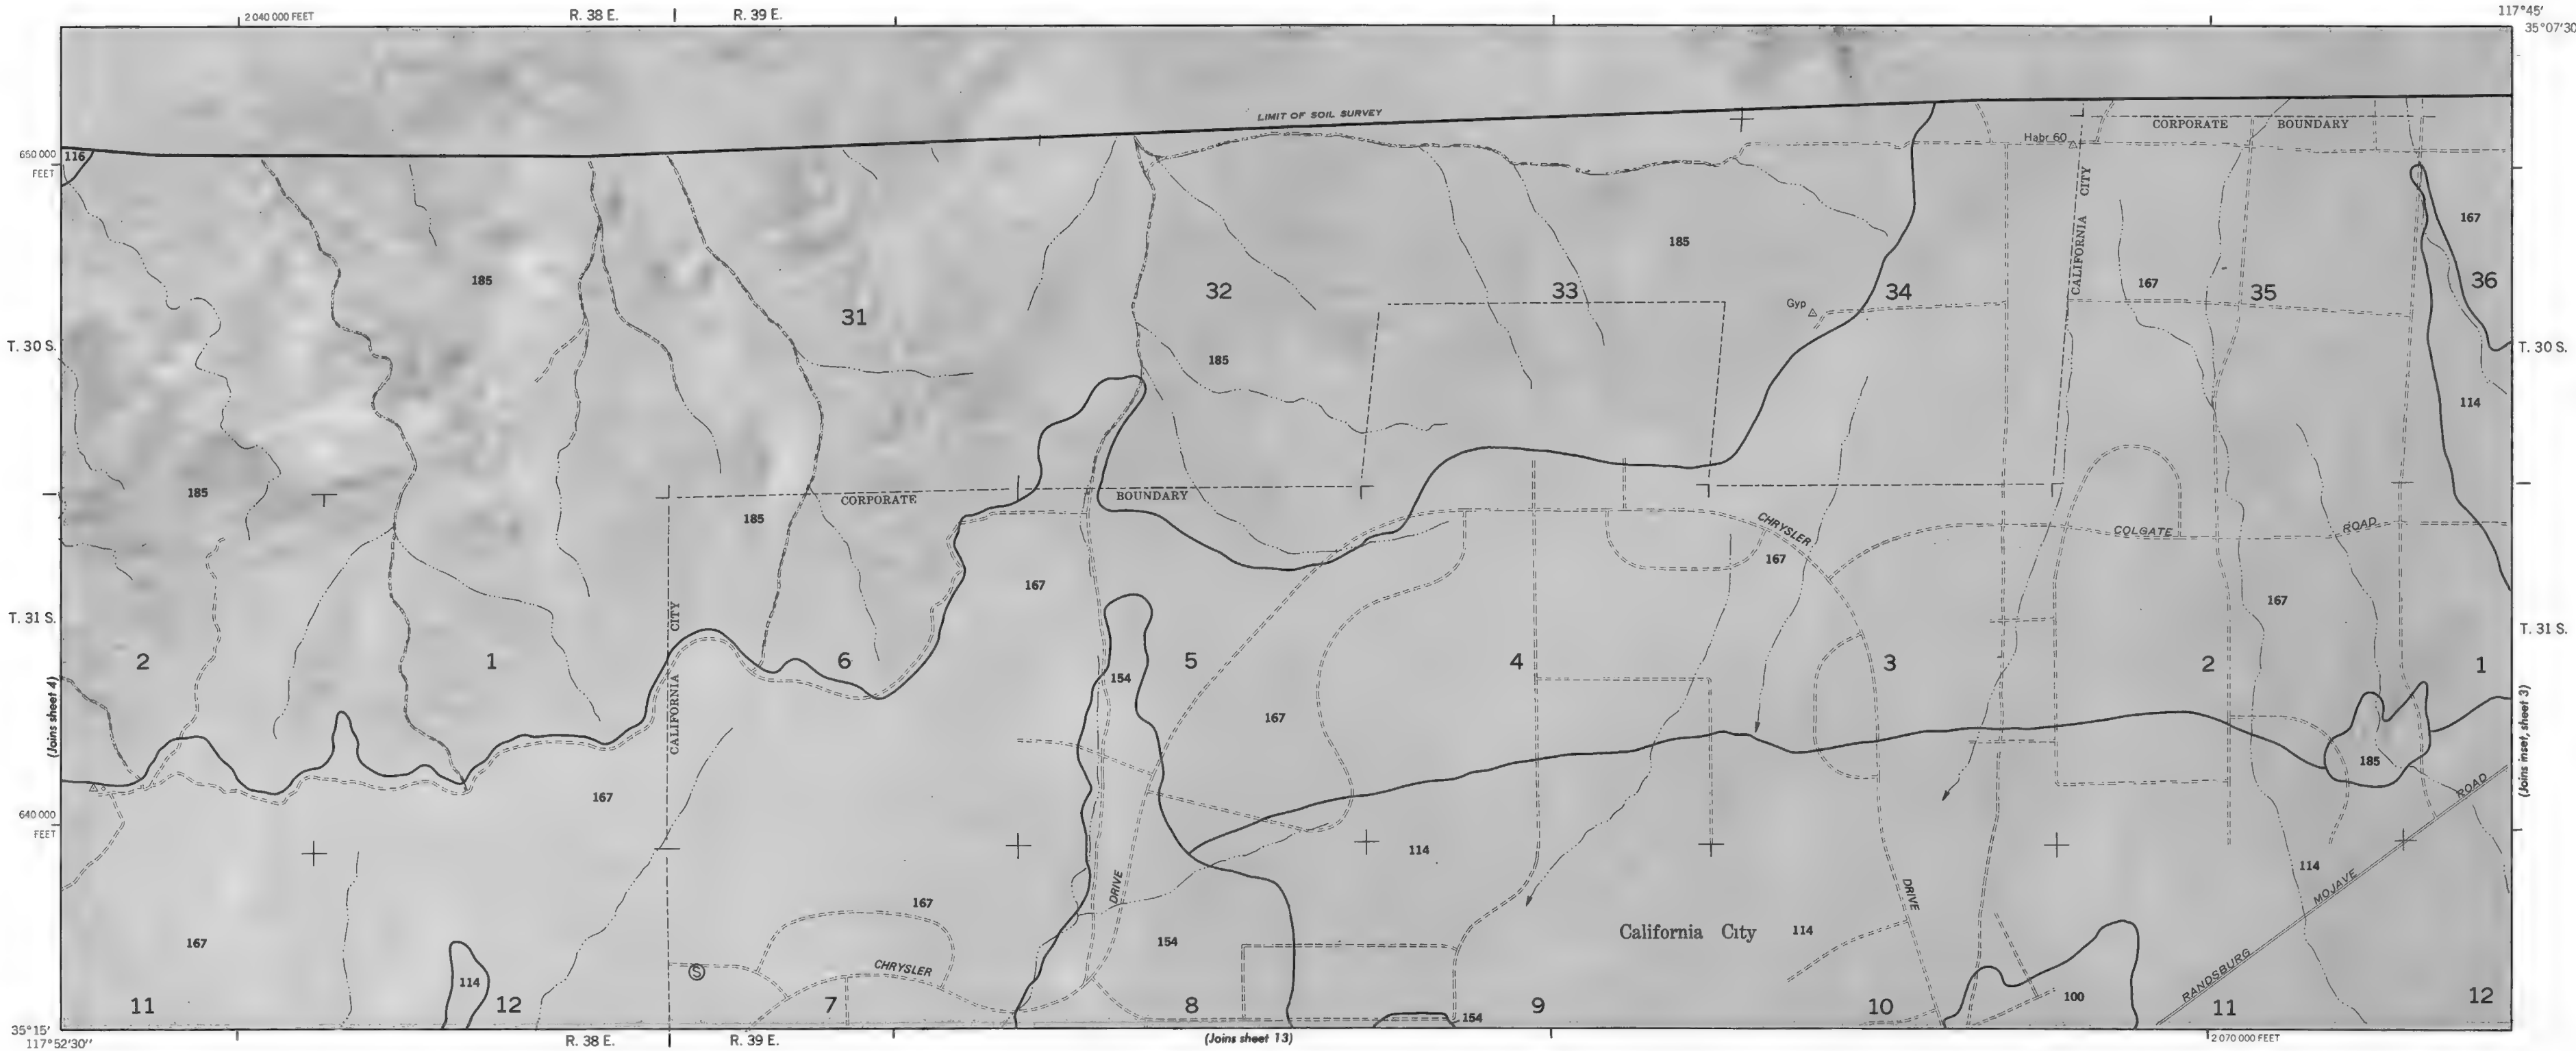 2 040 000 FEET
R. 38 E.
R. 39 E.
117°45'
35°07'30
LIMIT OF SOIL SURVEY
CORPORATE BOUNDARY
Habr 60
650 000
FEET
116
CALIFORNIA CITY
167
185
185
32
33
34
167
35
36
31
Gyp
T. 30 S.
T. 30 S.
185
114
185
185
CORPORATE BOUNDARY
CHRYSLER
COLGATE ROAD
167
167
167
T. 31 S.
T. 31 S.
CALIFORNIA CITY
2
1
6
5
4
3
2
1
154
(Joins sheet 4)
CALIFORNIA CITY
167
(Joins inset, sheet 3)
185
167
640 000
FEET
114
114
ROAD
MOJAVE
RANDSBURG
DRIVE
DRIVE
167
167
154
California City
114
CHRYSLER
S
114
11
12
7
8
9
10
100
11
12
154
35°15'
117°52'30''
R. 38 E.
R. 39 E.
(Joins sheet 13)
2 070 000 FEET